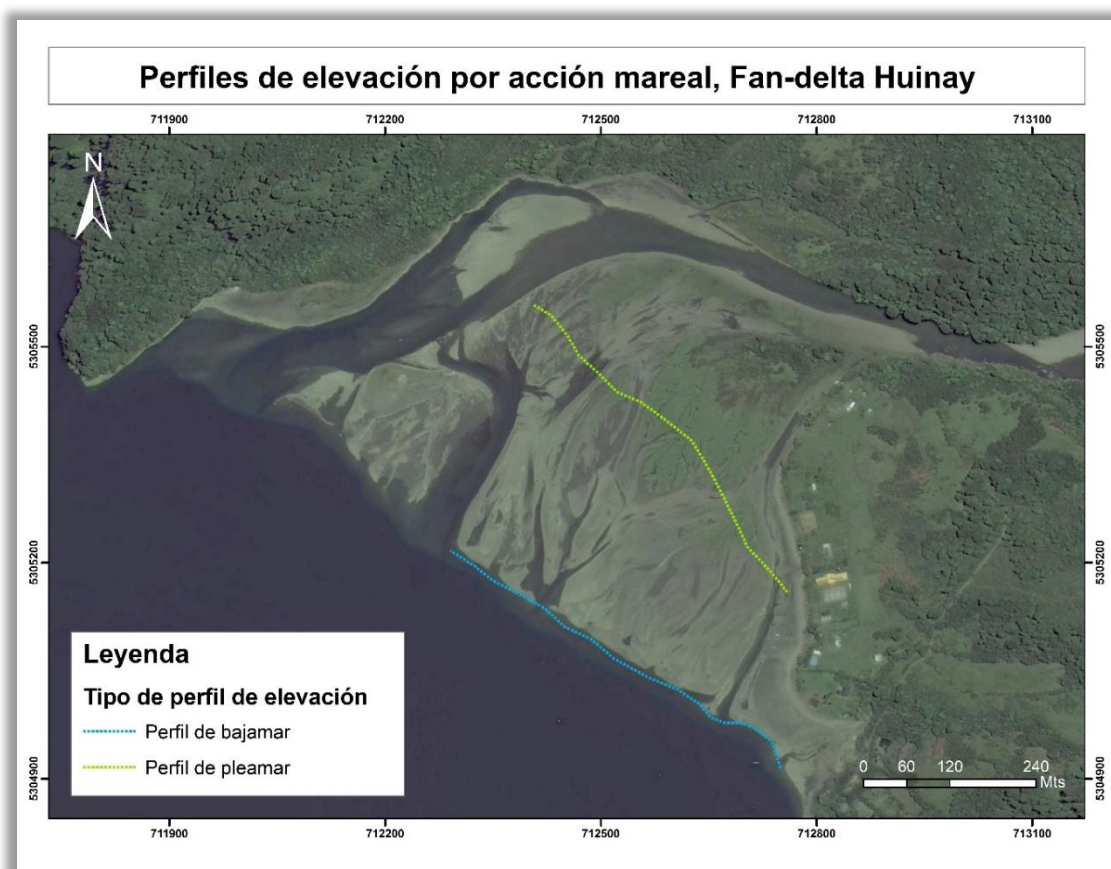 Perfiles de elevación por acción mareal, Fan-delta Huinay
711900 712200 712500 712800 713100
N
5305500 5305500
5305200 5305200
Leyenda
Tipo de perfil de elevación
Perfil de bajamar
Perfil de pleamar
0 60 120 240
Mts
5304900 5304900
711900 712200 712500 712800 713100